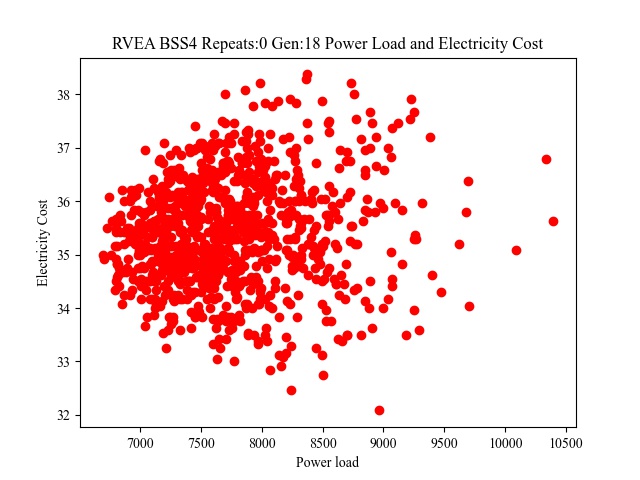 RVEA BSS4 Repeats:0 Gen:18 Power Load and Electricity Cost
38
37
36
35
34
33
32
Electricity Cost
7000 7500 8000 8500 9000 9500 10000 10500
Power load